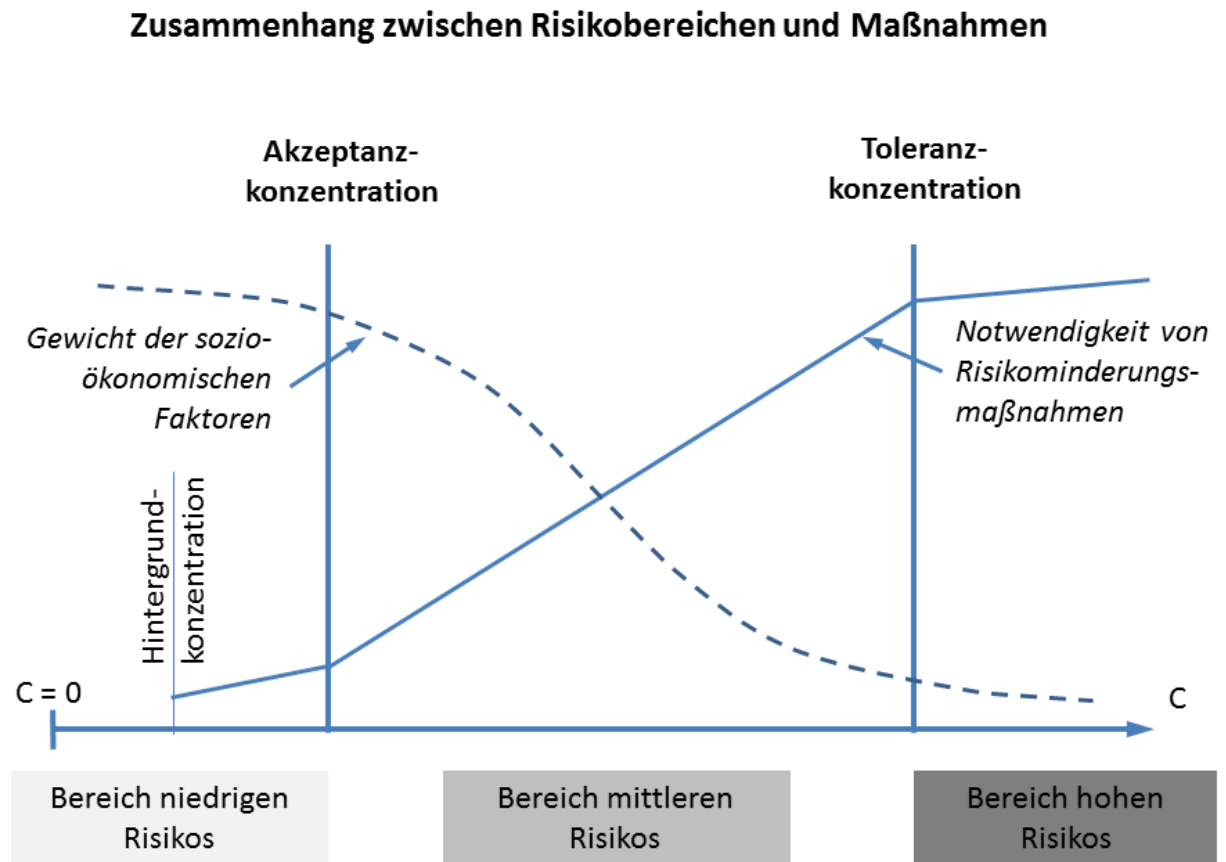 Zusammenhang zwischen Risikobereichen und Maßnahmen
Akzeptanz-
konzentration
Toleranz-
konzentration
Gewicht der sozio-
ökonomischen
Faktoren
Notwendigkeit von
Risikominderungs-
maßnahmen
Hintergrund-
konzentration
C = 0
C
Bereich niedrigen
Risikos
Bereich mittleren
Risikos
Bereich hohen
Risikos